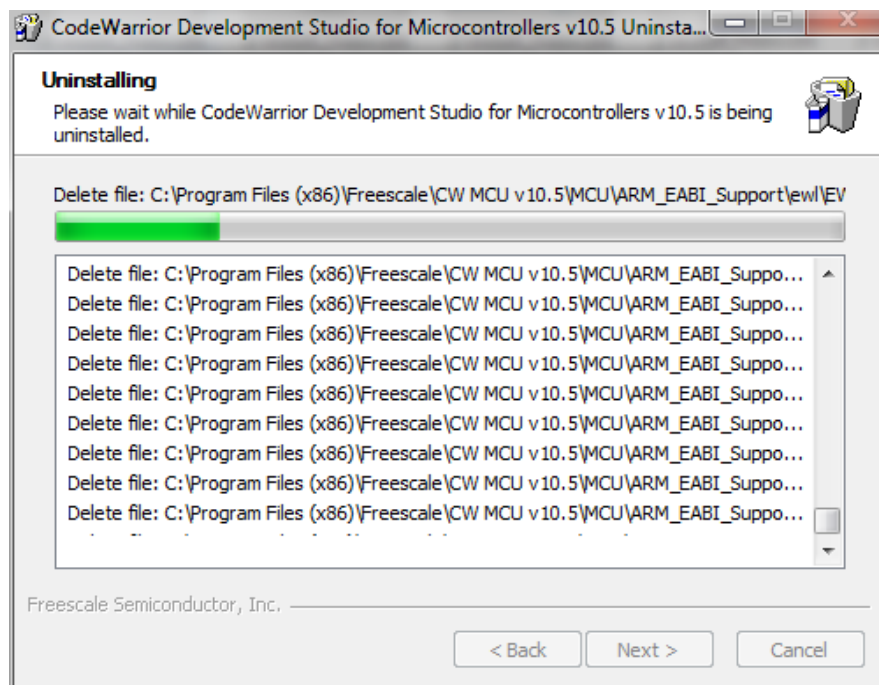 CodeWarrior Development Studio for Microcontrollers v10.5 Uninsta...
Uninstalling
Please wait while CodeWarrior Development Studio for Microcontrollers v10.5 is being
uninstalled.
Delete file: C:\Program Files (x86)\Freescale\CW MCU v10.5\MCU\ARM_EABI_Support\ewl\EW
Delete file: C:\Program Files (x86)\Freescale\CW MCU v10.5\MCU\ARM_EABI_Suppo...
Delete file: C:\Program Files (x86)\Freescale\CW MCU v10.5\MCU\ARM_EABI_Suppo...
Delete file: C:\Program Files (x86)\Freescale\CW MCU v10.5\MCU\ARM_EABI_Suppo...
Delete file: C:\Program Files (x86)\Freescale\CW MCU v10.5\MCU\ARM_EABI_Suppo...
Delete file: C:\Program Files (x86)\Freescale\CW MCU v10.5\MCU\ARM_EABI_Suppo...
Delete file: C:\Program Files (x86)\Freescale\CW MCU v10.5\MCU\ARM_EABI_Suppo...
Delete file: C:\Program Files (x86)\Freescale\CW MCU v10.5\MCU\ARM_EABI_Suppo...
Delete file: C:\Program Files (x86)\Freescale\CW MCU v10.5\MCU\ARM_EABI_Suppo...
Delete file: C:\Program Files (x86)\Freescale\CW MCU v10.5\MCU\ARM_EABI_Suppo...
Freescale Semiconductor, Inc.
< Back Next > Cancel